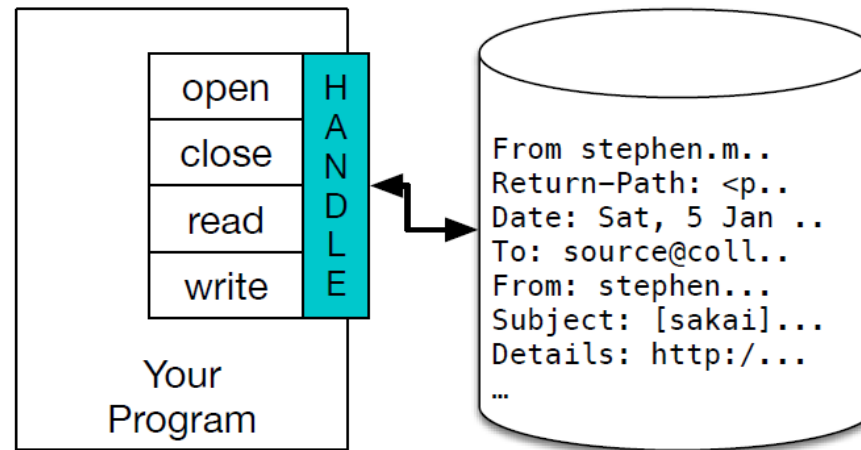 open
close
read
write
HANDLE
Your
Program
From stephen.m..
Return-Path: <p..
Date: Sat, 5 Jan ..
To: source@coll..
From: stephen...
Subject: [sakai]...
Details: http:/...
…